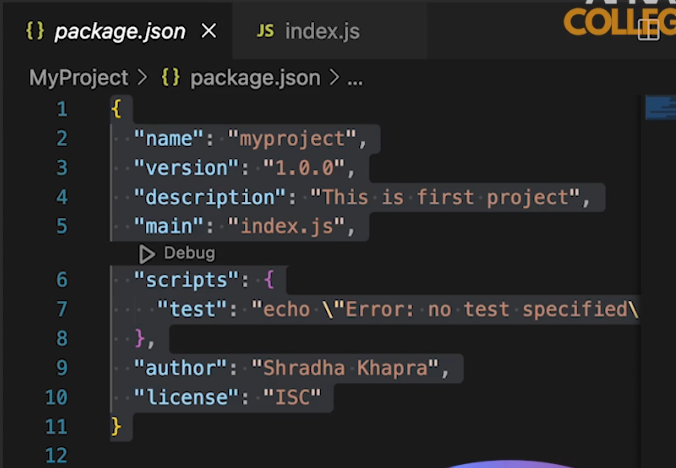 {} package.json × JS index.js
MyProject > {} package.json > ...
1 {
2 "name": "myproject",
3 "version": "1.0.0",
4 "description": "This is first project",
5 "main": "index.js",
Debug
6 "scripts": {
7 "test": "echo \"Error: no test specified\
8 },
9 "author": "Shradha Khapra",
10 "license": "ISC"
11 }
12